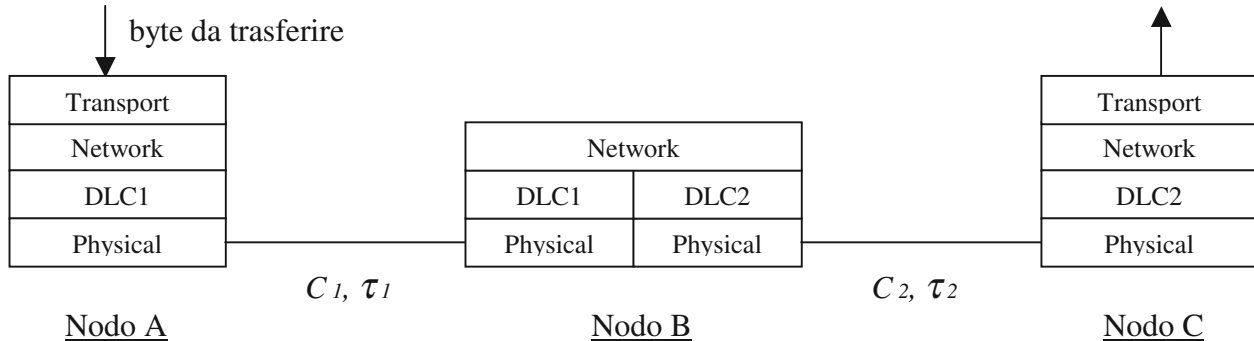 byte da trasferire
Transport
Network
DLC1
Physical
Network
DLC1 DLC2
Physical Physical
Transport
Network
DLC2
Physical
C1, τ1
C2, τ2
Nodo A
Nodo B
Nodo C